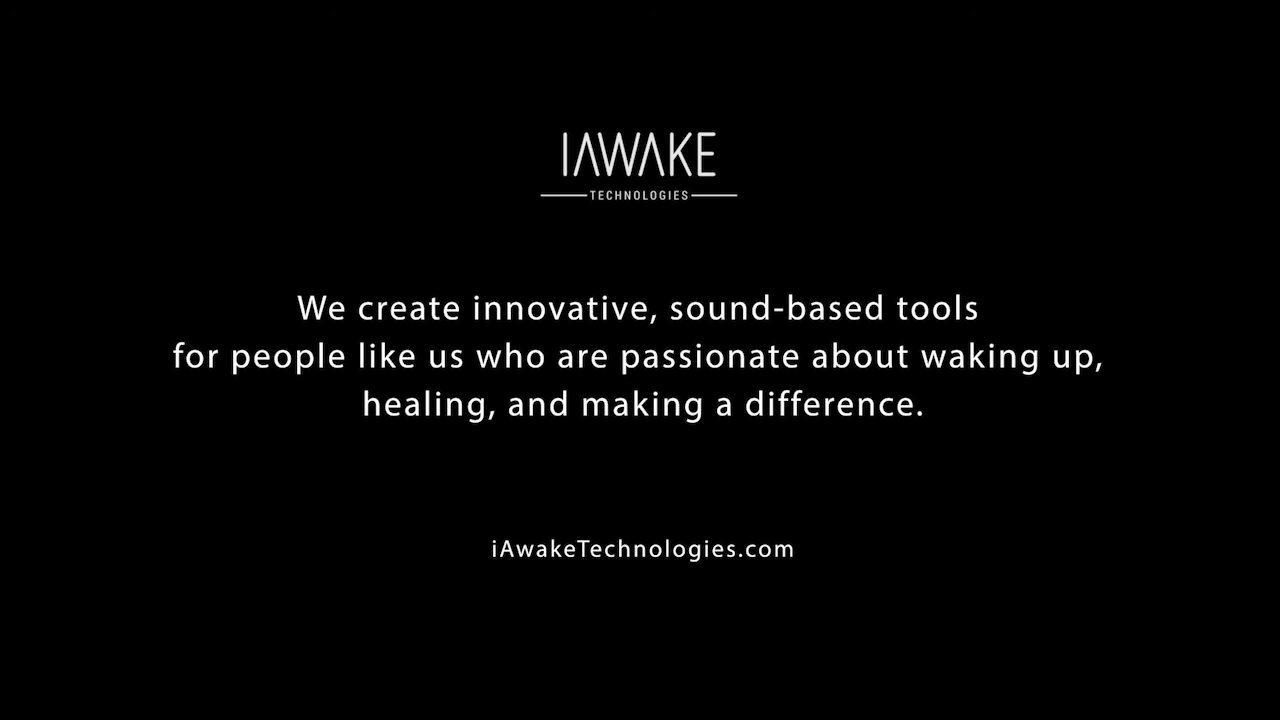 IAWAKE
TECHNOLOGIES
We create innovative, sound-based tools
for people like us who are passionate about waking up,
healing, and making a difference.
iAwakeTechnologies.com